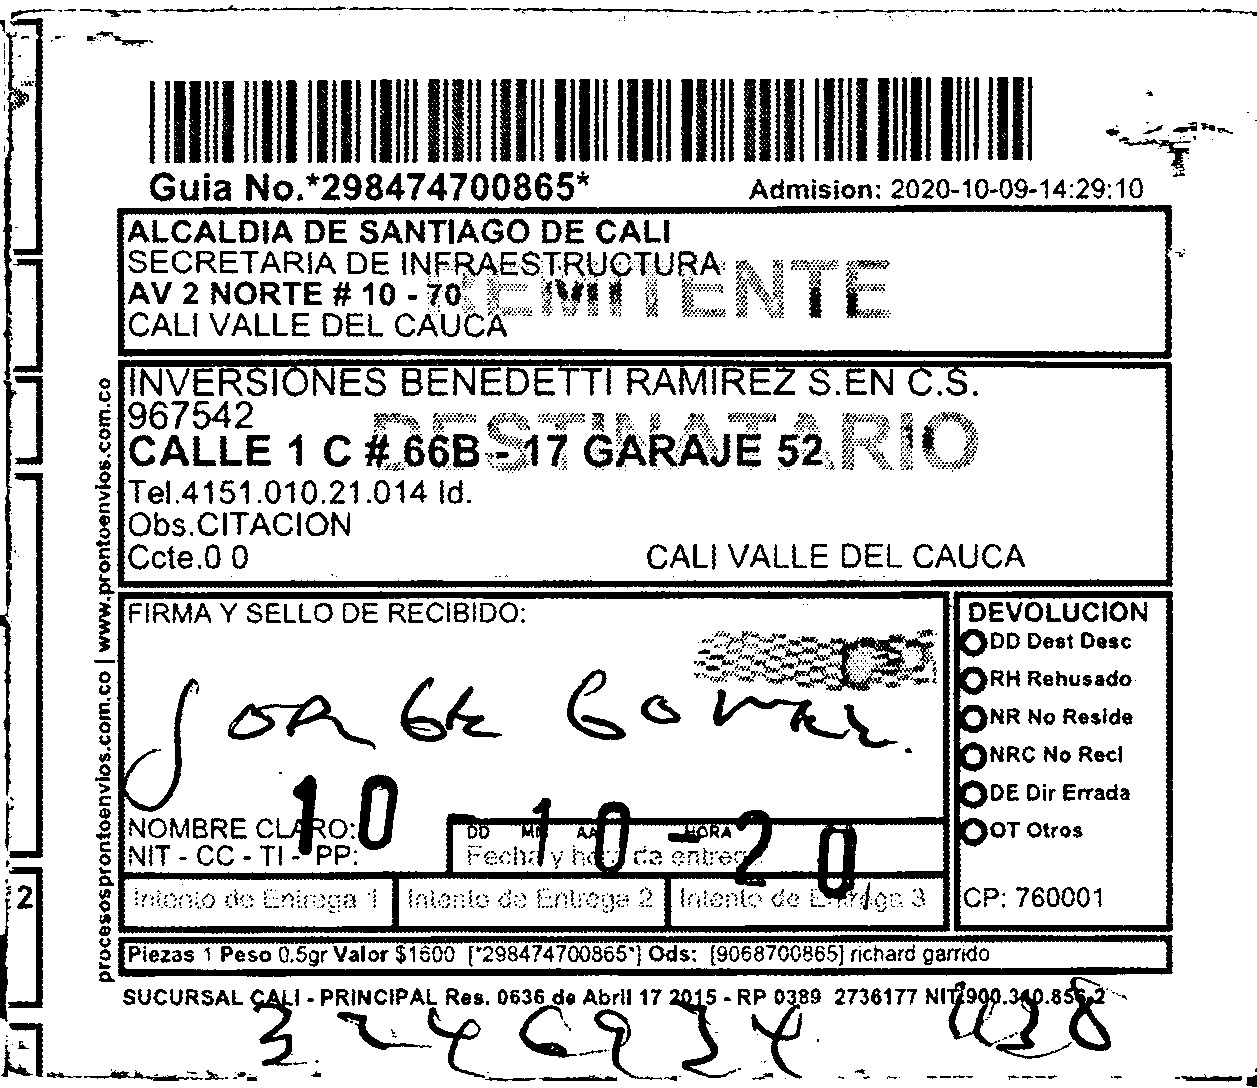 Guia No.*298474700865*
Admision: 2020-10-09-14:29:10
ALCALDIA DE SANTIAGO DE CALI
SECRETARIA DE INFRAESTRUCTURA
REMITENTE
AV 2 NORTE # 10 - 70
CALI VALLE DEL CAUCA
INVERSIONES BENEDETTI RAMIREZ S.EN C.S.
967542
DESTINATARIO
CALLE 1 C # 66B - 17 GARAJE 52
Tel.4151.010.21.014 Id.
Obs.CITACION
Ccte.0 0
CALI VALLE DEL CAUCA
procesosprontoenvios.com.co | www.prontoenvios.com.co
FIRMA Y SELLO DE RECIBIDO:
JORGE Gomez.
10 - 10 - 20
NOMBRE CLARO:
NIT - CC - TI - PP:
DD MM AA HORA
Fecha y hora de entrega
Intento de Entrega 1
Intento de Entrega 2
Intento de Entrega 3
DEVOLUCION
DD Dest Desc
RH Rehusado
NR No Reside
NRC No Recl
DE Dir Errada
OT Otros
CP: 760001
2
Piezas 1 Peso 0.5gr Valor $1600 [*298474700865*] Ods: [9068700865] richard garrido
SUCURSAL CALI - PRINCIPAL Res. 0636 de Abril 17 2015 - RP 0389 2736177 NIT:900.310.856-2